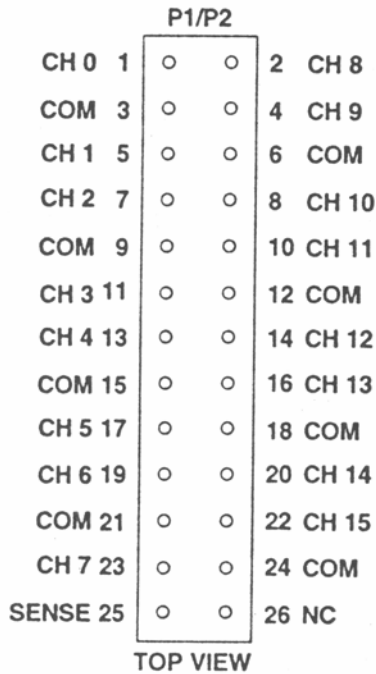 P1/P2
CH 0 1 2 CH 8
COM 3 4 CH 9
CH 1 5 6 COM
CH 2 7 8 CH 10
COM 9 10 CH 11
CH 3 11 12 COM
CH 4 13 14 CH 12
COM 15 16 CH 13
CH 5 17 18 COM
CH 6 19 20 CH 14
COM 21 22 CH 15
CH 7 23 24 COM
SENSE 25 26 NC
TOP VIEW